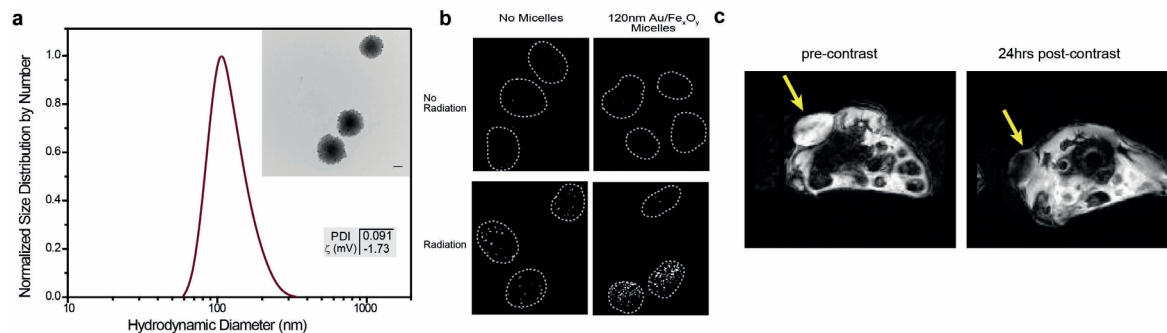 a
Normalized Size Distribution by Number
1.0
0.8
0.6
0.4
0.2
0.0
10
100
1000
Hydrodynamic Diameter (nm)
PDI 0.091
ζ (mV) -1.73
b
No Micelles
120nm Au/FexOy
Micelles
No
Radiation
Radiation
c
pre-contrast
24hrs post-contrast